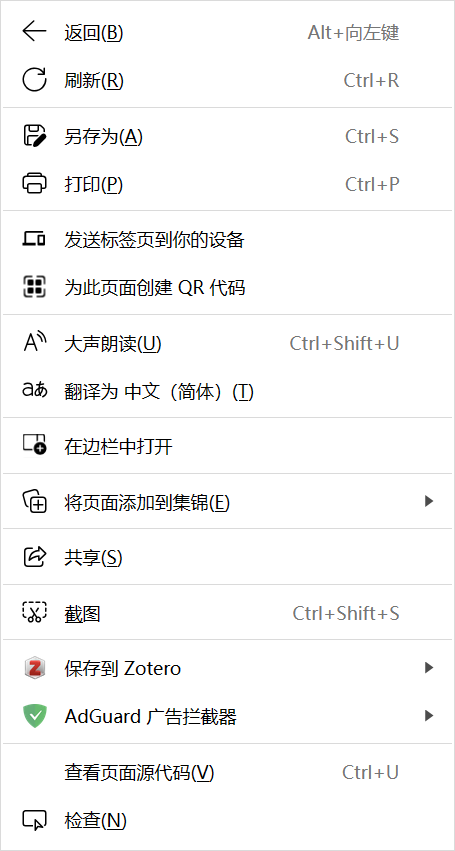 返回(B) Alt+向左键
刷新(R) Ctrl+R
另存为(A) Ctrl+S
打印(P) Ctrl+P
发送标签页到你的设备
为此页面创建 QR 代码
大声朗读(U) Ctrl+Shift+U
翻译为 中文（简体）(T)
在边栏中打开
将页面添加到集锦(E)
共享(S)
截图 Ctrl+Shift+S
保存到 Zotero
AdGuard 广告拦截器
查看页面源代码(V) Ctrl+U
检查(N)